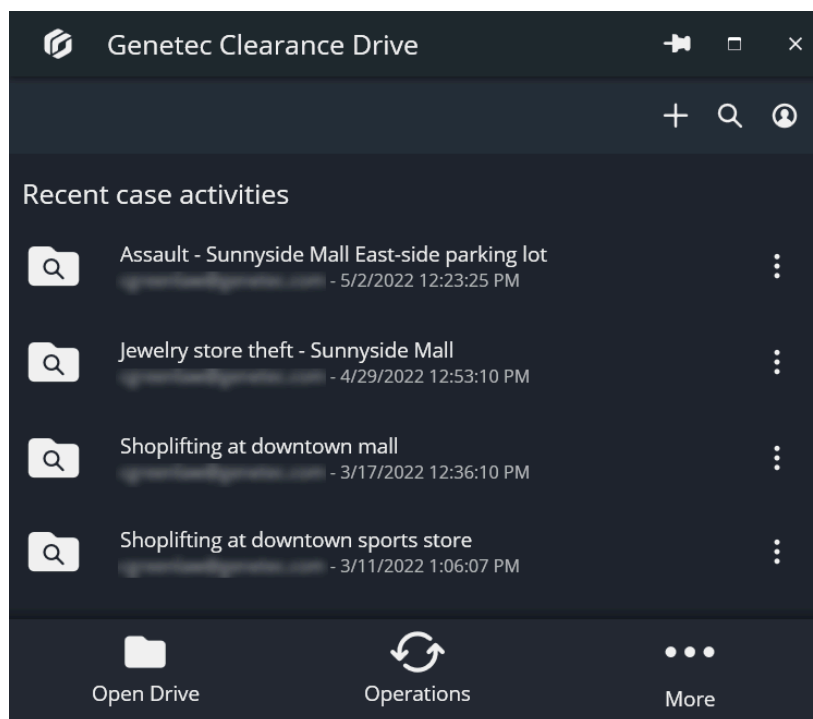 Genetec Clearance Drive
Recent case activities
Assault - Sunnyside Mall East-side parking lot
- 5/2/2022 12:23:25 PM
Jewelry store theft - Sunnyside Mall
- 4/29/2022 12:53:10 PM
Shoplifting at downtown mall
- 3/17/2022 12:36:10 PM
Shoplifting at downtown sports store
- 3/11/2022 1:06:07 PM
Open Drive
Operations
More